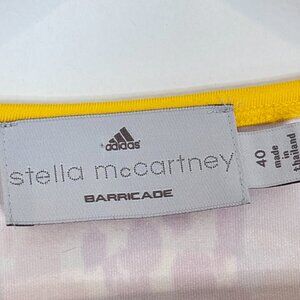 adidas
stella mccartney
BARRICADE
40
made
in
thailand